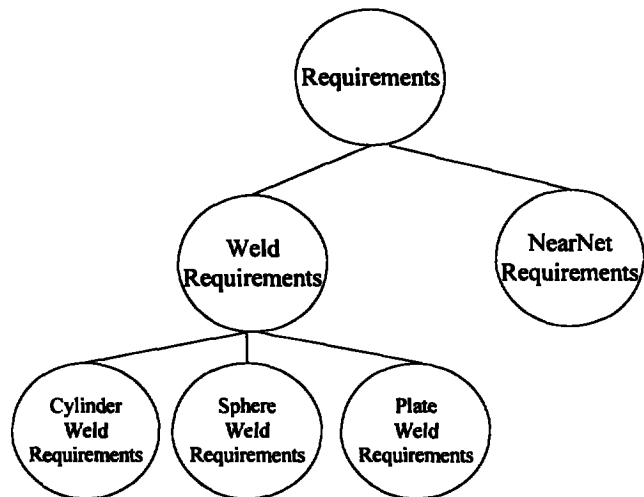 Requirements
Weld
Requirements
NearNet
Requirements
Cylinder
Weld
Requirements
Sphere
Weld
Requirements
Plate
Weld
Requirements